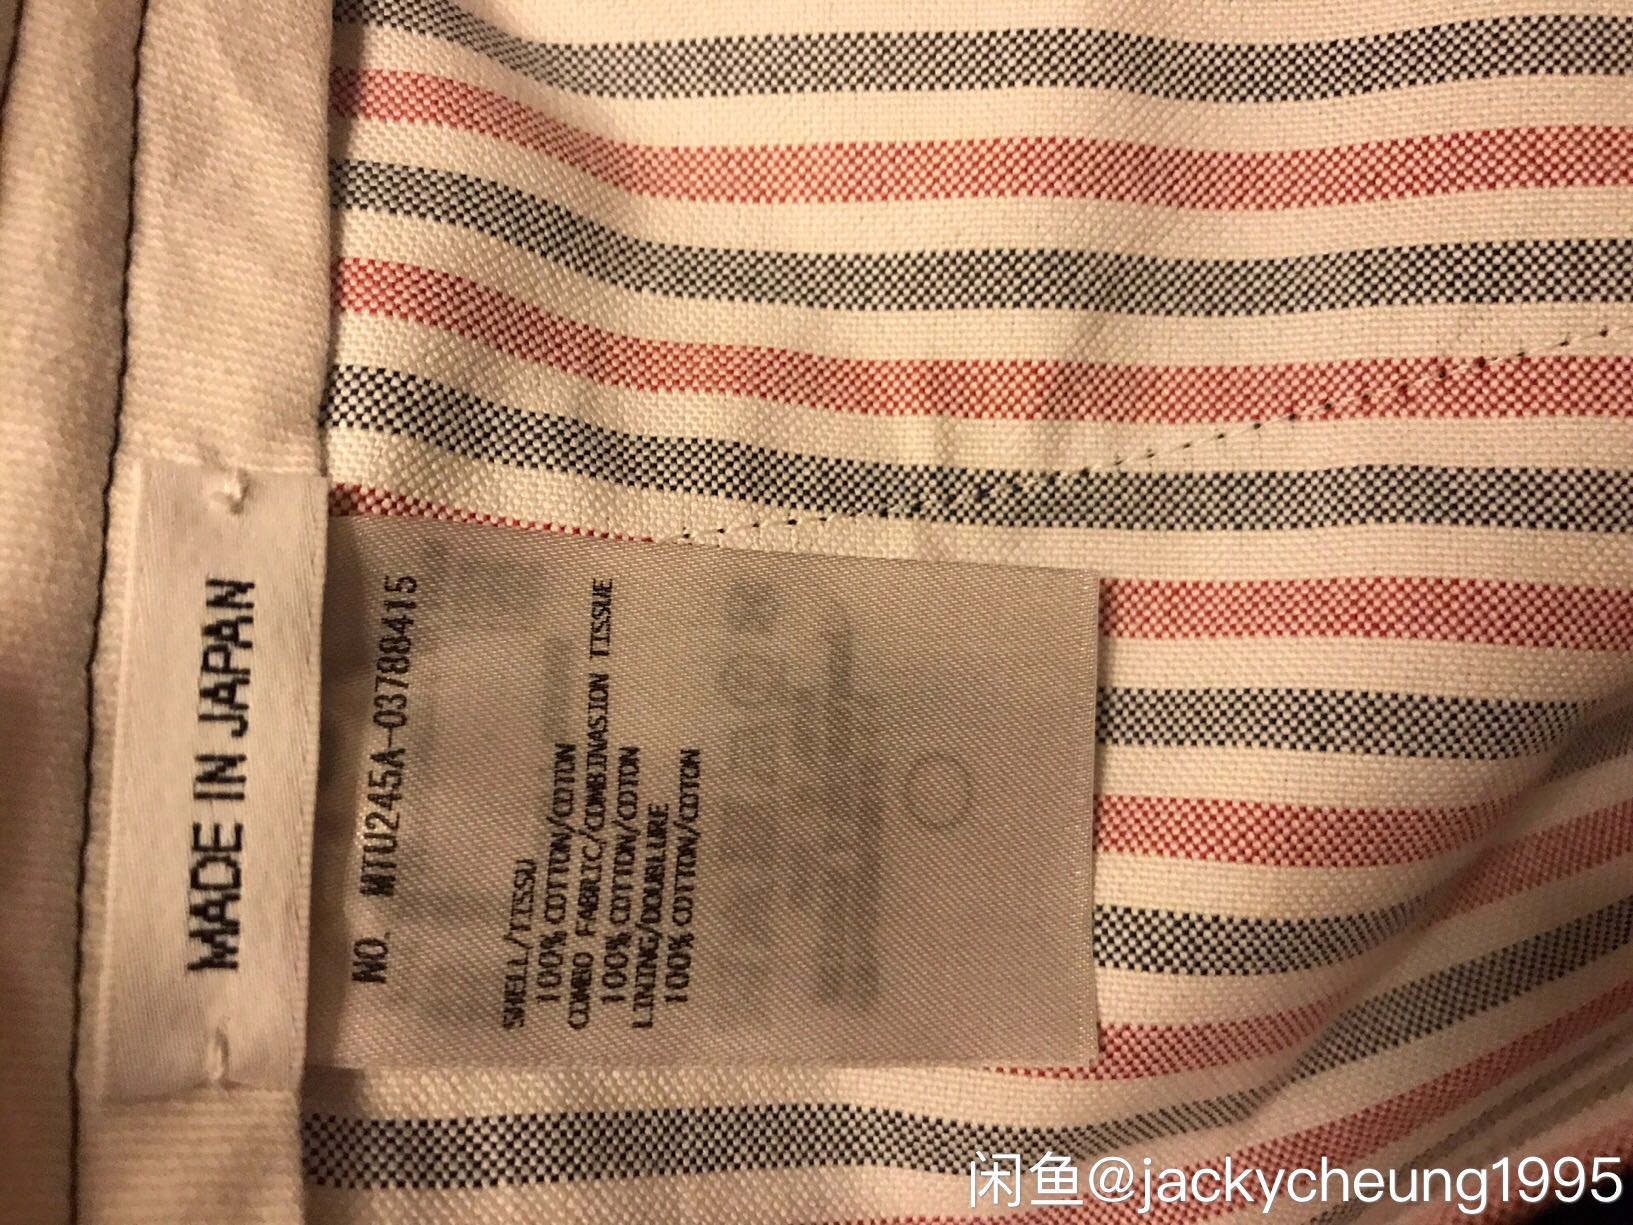 MADE IN JAPAN
NO. MTU245A-03788415
SHELL/TISSU
100% COTTON/COTON
COMBO FABRIC/COMBINASION TISSUE
100% COTTON/COTON
LINING/DOUBLURE
100% COTTON/COTON
闲鱼@jackycheung1995